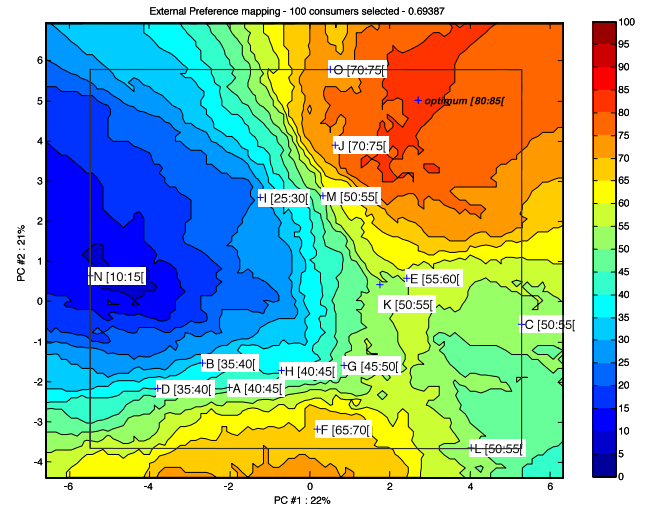 External Preference mapping - 100 consumers selected - 0.69387
100
95
90
85
80
75
70
65
60
55
50
45
40
35
30
25
20
15
10
5
0
6
5
4
3
2
1
0
-1
-2
-3
-4
PC #2 : 21%
O [70:75[
optimum [80:85[
J [70:75[
I [25:30[
M [50:55[
N [10:15[
E [55:60[
K [50:55[
C [50:55[
B [35:40[
H [40:45[
G [45:50[
D [35:40[
A [40:45[
F [65:70[
L [50:55[
-6
-4
-2
0
2
4
6
PC #1 : 22%